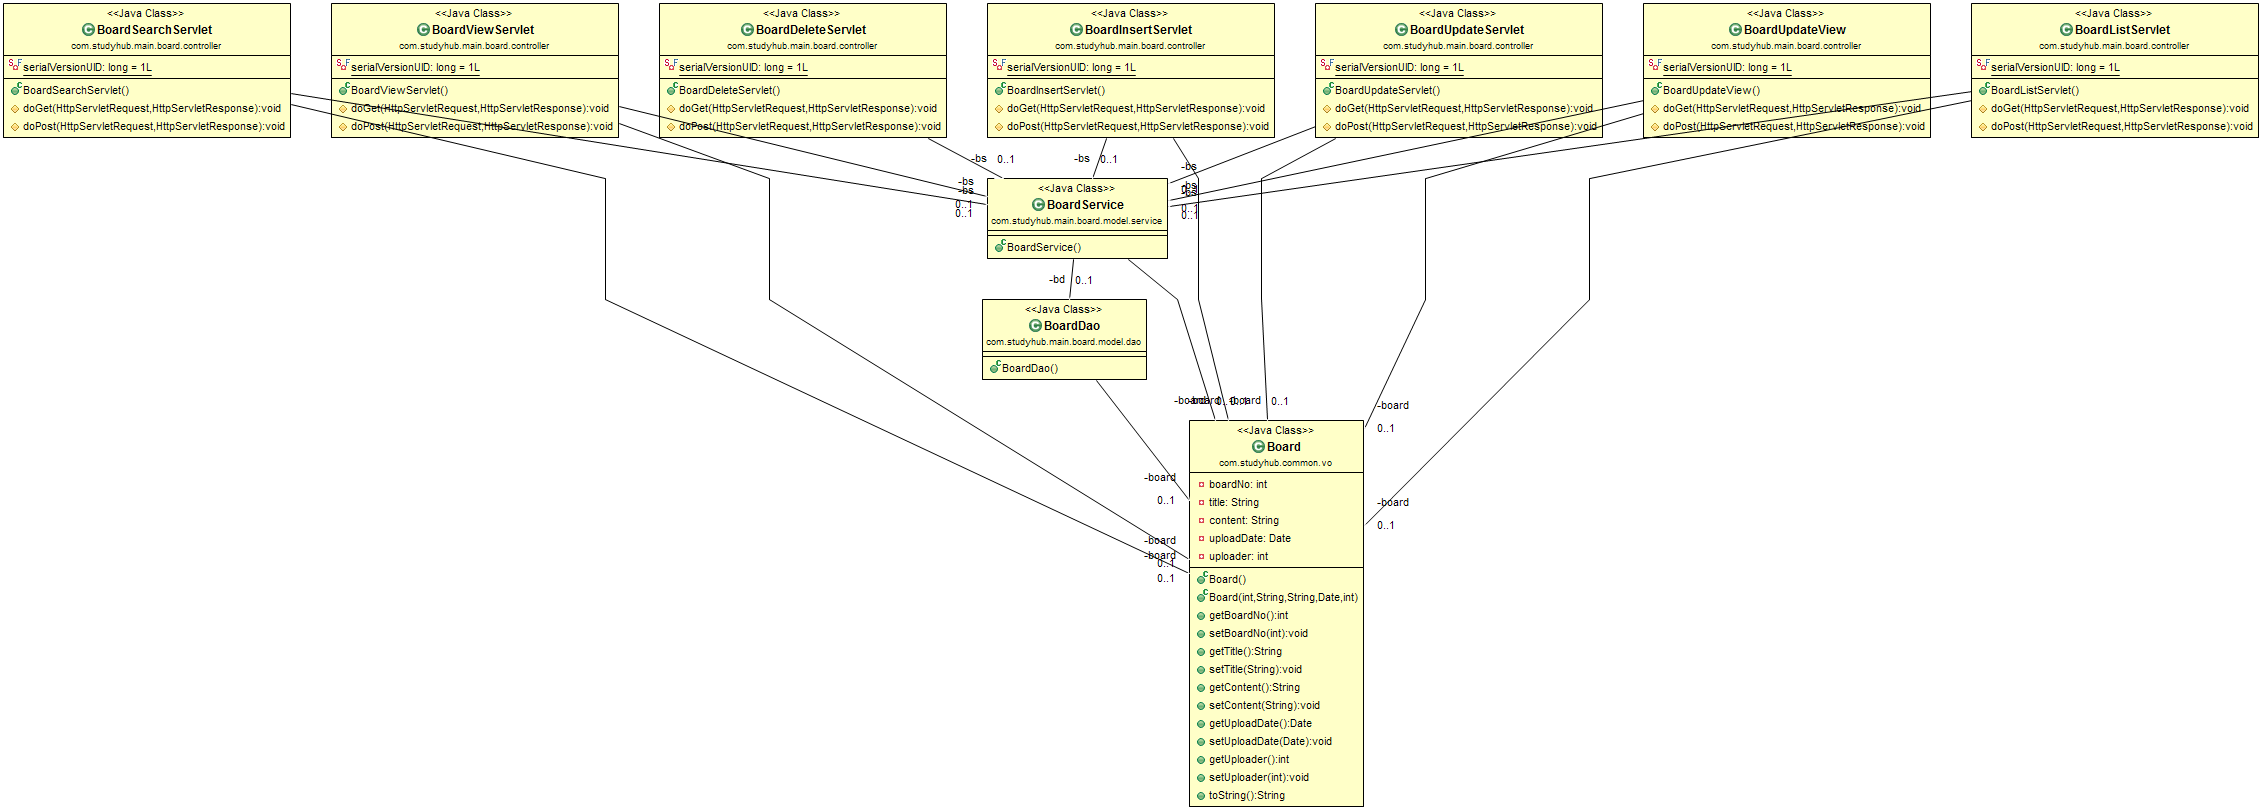 <<Java Class>>
BoardSearchServlet
com.studyhub.main.board.controller
serialVersionUID: long = 1L
BoardSearchServlet()
doGet(HttpServletRequest,HttpServletResponse):void
doPost(HttpServletRequest,HttpServletResponse):void
<<Java Class>>
BoardViewServlet
com.studyhub.main.board.controller
serialVersionUID: long = 1L
BoardViewServlet()
doGet(HttpServletRequest,HttpServletResponse):void
doPost(HttpServletRequest,HttpServletResponse):void
<<Java Class>>
BoardDeleteServlet
com.studyhub.main.board.controller
serialVersionUID: long = 1L
BoardDeleteServlet()
doGet(HttpServletRequest,HttpServletResponse):void
doPost(HttpServletRequest,HttpServletResponse):void
<<Java Class>>
BoardInsertServlet
com.studyhub.main.board.controller
serialVersionUID: long = 1L
BoardInsertServlet()
doGet(HttpServletRequest,HttpServletResponse):void
doPost(HttpServletRequest,HttpServletResponse):void
<<Java Class>>
BoardUpdateServlet
com.studyhub.main.board.controller
serialVersionUID: long = 1L
BoardUpdateServlet()
doGet(HttpServletRequest,HttpServletResponse):void
doPost(HttpServletRequest,HttpServletResponse):void
<<Java Class>>
BoardUpdateView
com.studyhub.main.board.controller
serialVersionUID: long = 1L
BoardUpdateView()
doGet(HttpServletRequest,HttpServletResponse):void
doPost(HttpServletRequest,HttpServletResponse):void
<<Java Class>>
BoardListServlet
com.studyhub.main.board.controller
serialVersionUID: long = 1L
BoardListServlet()
doGet(HttpServletRequest,HttpServletResponse):void
doPost(HttpServletRequest,HttpServletResponse):void
-bs 0..1
-bs 0..1
-bs
-bs
-bs
0..1
0..1
-bs
-bs
0..1
0..1
0..1
<<Java Class>>
BoardService
com.studyhub.main.board.model.service
BoardService()
-bd 0..1
<<Java Class>>
BoardDao
com.studyhub.main.board.model.dao
BoardDao()
-board
-board
0..1
0..1
-board
0..1
-board
0..1
-board
0..1
-board
0..1
-board
-board
0..1
0..1
<<Java Class>>
Board
com.studyhub.common.vo
boardNo: int
title: String
content: String
uploadDate: Date
uploader: int
Board()
Board(int,String,String,Date,int)
getBoardNo():int
setBoardNo(int):void
getTitle():String
setTitle(String):void
getContent():String
setContent(String):void
getUploadDate():Date
setUploadDate(Date):void
getUploader():int
setUploader(int):void
toString():String